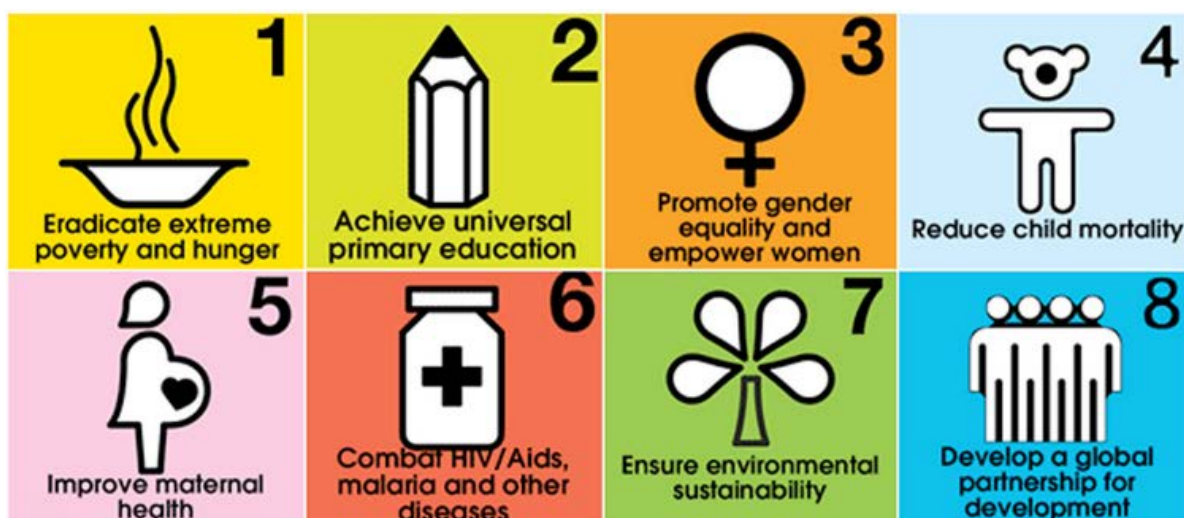 1
Eradicate extreme
poverty and hunger
2
Achieve universal
primary education
3
Promote gender
equality and
empower women
4
Reduce child mortality
5
Improve maternal
health
6
Combat HIV/Aids,
malaria and other
diseases
7
Ensure environmental
sustainability
8
Develop a global
partnership for
development